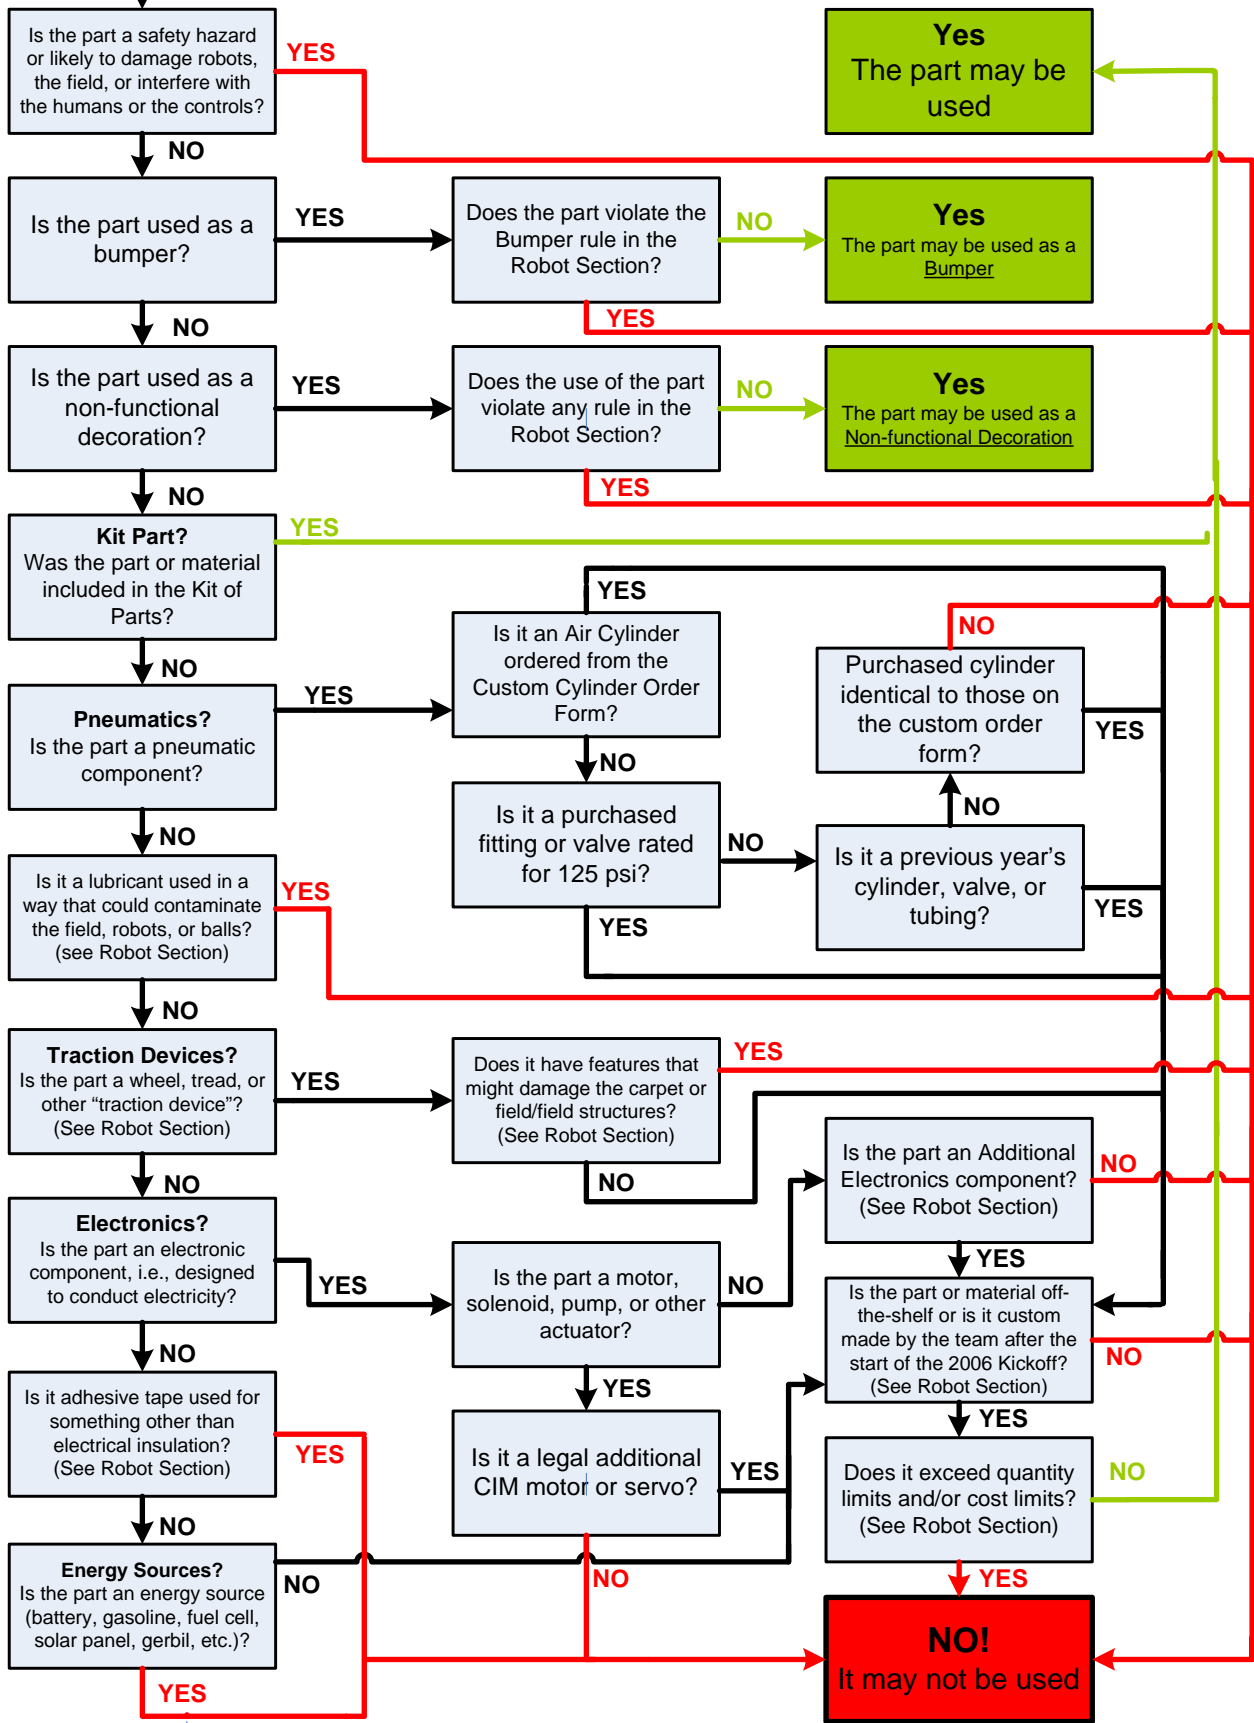 Is the part a safety hazard
or likely to damage robots,
the field, or interfere with
the humans or the controls?
YES
Yes
The part may be
used
NO
Is the part used as a
bumper?
YES
Does the part violate the
Bumper rule in the
Robot Section?
NO
Yes
The part may be used as a
Bumper
YES
NO
Is the part used as a
non-functional
decoration?
YES
Does the use of the part
violate any rule in the
Robot Section?
NO
Yes
The part may be used as a
Non-functional Decoration
YES
NO
Kit Part?
Was the part or material
included in the Kit of
Parts?
YES
YES
Is it an Air Cylinder
ordered from the
Custom Cylinder Order
Form?
NO
Purchased cylinder
identical to those on
the custom order
form?
YES
NO
Pneumatics?
Is the part a pneumatic
component?
YES
NO
Is it a purchased
fitting or valve rated
for 125 psi?
NO
NO
Is it a previous year's
cylinder, valve, or
tubing?
YES
YES
NO
Is it a lubricant used in a
way that could contaminate
the field, robots, or balls?
(see Robot Section)
YES
NO
Traction Devices?
Is the part a wheel, tread, or
other “traction device”?
(See Robot Section)
YES
Does it have features that
might damage the carpet or
field/field structures?
(See Robot Section)
YES
NO
Is the part an Additional
Electronics component?
(See Robot Section)
NO
YES
NO
Electronics?
Is the part an electronic
component, i.e., designed
to conduct electricity?
YES
Is the part a motor,
solenoid, pump, or other
actuator?
NO
YES
Is the part or material off-
the-shelf or is it custom
made by the team after the
start of the 2006 Kickoff?
(See Robot Section)
NO
YES
NO
Is it adhesive tape used for
something other than
electrical insulation?
(See Robot Section)
YES
Is it a legal additional
CIM motor or servo?
YES
NO
Does it exceed quantity
limits and/or cost limits?
(See Robot Section)
NO
YES
NO
Energy Sources?
Is the part an energy source
(battery, gasoline, fuel cell,
solar panel, gerbil, etc.)?
NO
YES
NO!
It may not be used